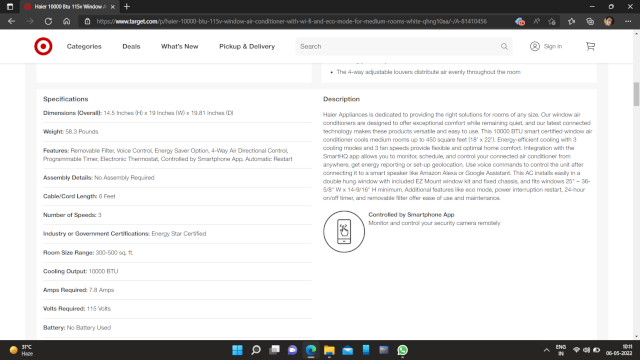 Haier 10000 Btu 115v Window A
https://www.target.com/p/haier-10000-btu-115v-window-air-conditioner-with-wi-fi-and-eco-mode-for-medium-rooms-white-qhng10aa/-/A-81410456
Categories
Deals
What's New
Pickup & Delivery
Search
Sign in
• The 4-way adjustable louvers distribute air evenly throughout the room
Specifications
Dimensions (Overall): 14.5 Inches (H) x 19 Inches (W) x 19.81 Inches (D)
Weight: 58.3 Pounds
Features: Removable Filter, Voice Control, Energy Saver Option, 4-Way Air Directional Control,
Programmable Timer, Electronic Thermostat, Controlled by Smartphone App, Automatic Restart
Assembly Details: No Assembly Required
Cable/Cord Length: 6 Feet
Number of Speeds: 3
Industry or Government Certifications: Energy Star Certified
Room Size Range: 300-500 sq. ft.
Cooling Output: 10000 BTU
Amps Required: 7.8 Amps
Volts Required: 115 Volts
Battery: No Battery Used
Description
Haier Appliances is dedicated to providing the right solutions for rooms of any size. Our window air
conditioners are designed to offer exceptional comfort while remaining quiet, and our latest connected
technology makes these products versatile and easy to use. This 10000 BTU smart certified window air
conditioner cools medium rooms up to 450 square feet (18' x 22'). Energy-efficient cooling with 3
cooling modes and 3 fan speeds provide flexible and optimal home comfort. Integration with the
SmartHQ app allows you to monitor, schedule, and control your connected air conditioner from
anywhere, get energy reporting or set-up geolocation. Use voice commands to control the unit after
connecting it to a smart speaker like Amazon Alexa or Google Assistant. This AC installs easily in a
double hung window with included EZ Mount window kit and fixed chassis, and fits windows 25" – 36-
5/8" W x 14-9/16" H minimum. Additional features like eco mode, power interruption restart, 24-hour
on/off timer, and removable filter offer ease of use and maintenance.
Controlled by Smartphone App
Monitor and control your security camera remotely
31°C
Haze
ENG
IN
10:11
06-05-2022